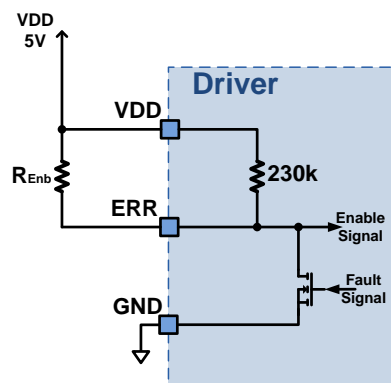 VDD
5V
Driver
VDD
REnb
230k
ERR
Enable
Signal
GND
Fault
Signal